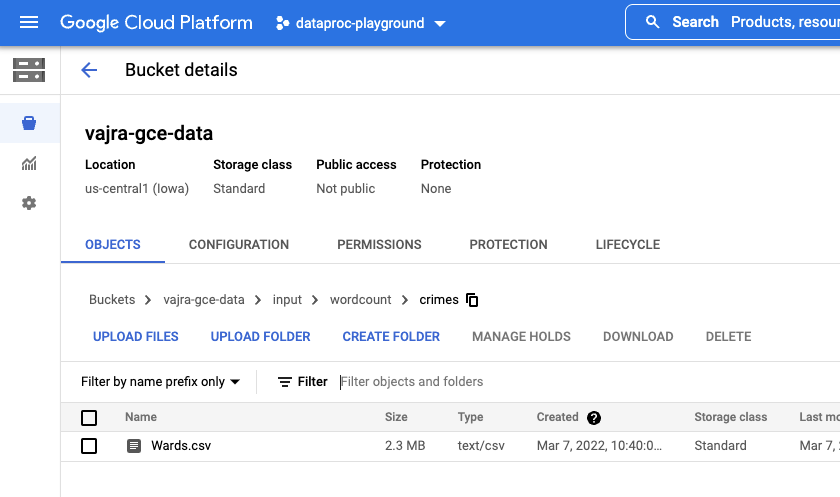 Google Cloud Platform dataproc-playground Search Products, resour
Bucket details
vajra-gce-data
Location Storage class Public access Protection
us-central1 (Iowa) Standard Not public None
OBJECTS CONFIGURATION PERMISSIONS PROTECTION LIFECYCLE
Buckets > vajra-gce-data > input > wordcount > crimes
UPLOAD FILES UPLOAD FOLDER CREATE FOLDER MANAGE HOLDS DOWNLOAD DELETE
Filter by name prefix only Filter Filter objects and folders
Name Size Type Created ? Storage class Last mo
Wards.csv 2.3 MB text/csv Mar 7, 2022, 10:40:0... Standard Mar 7,